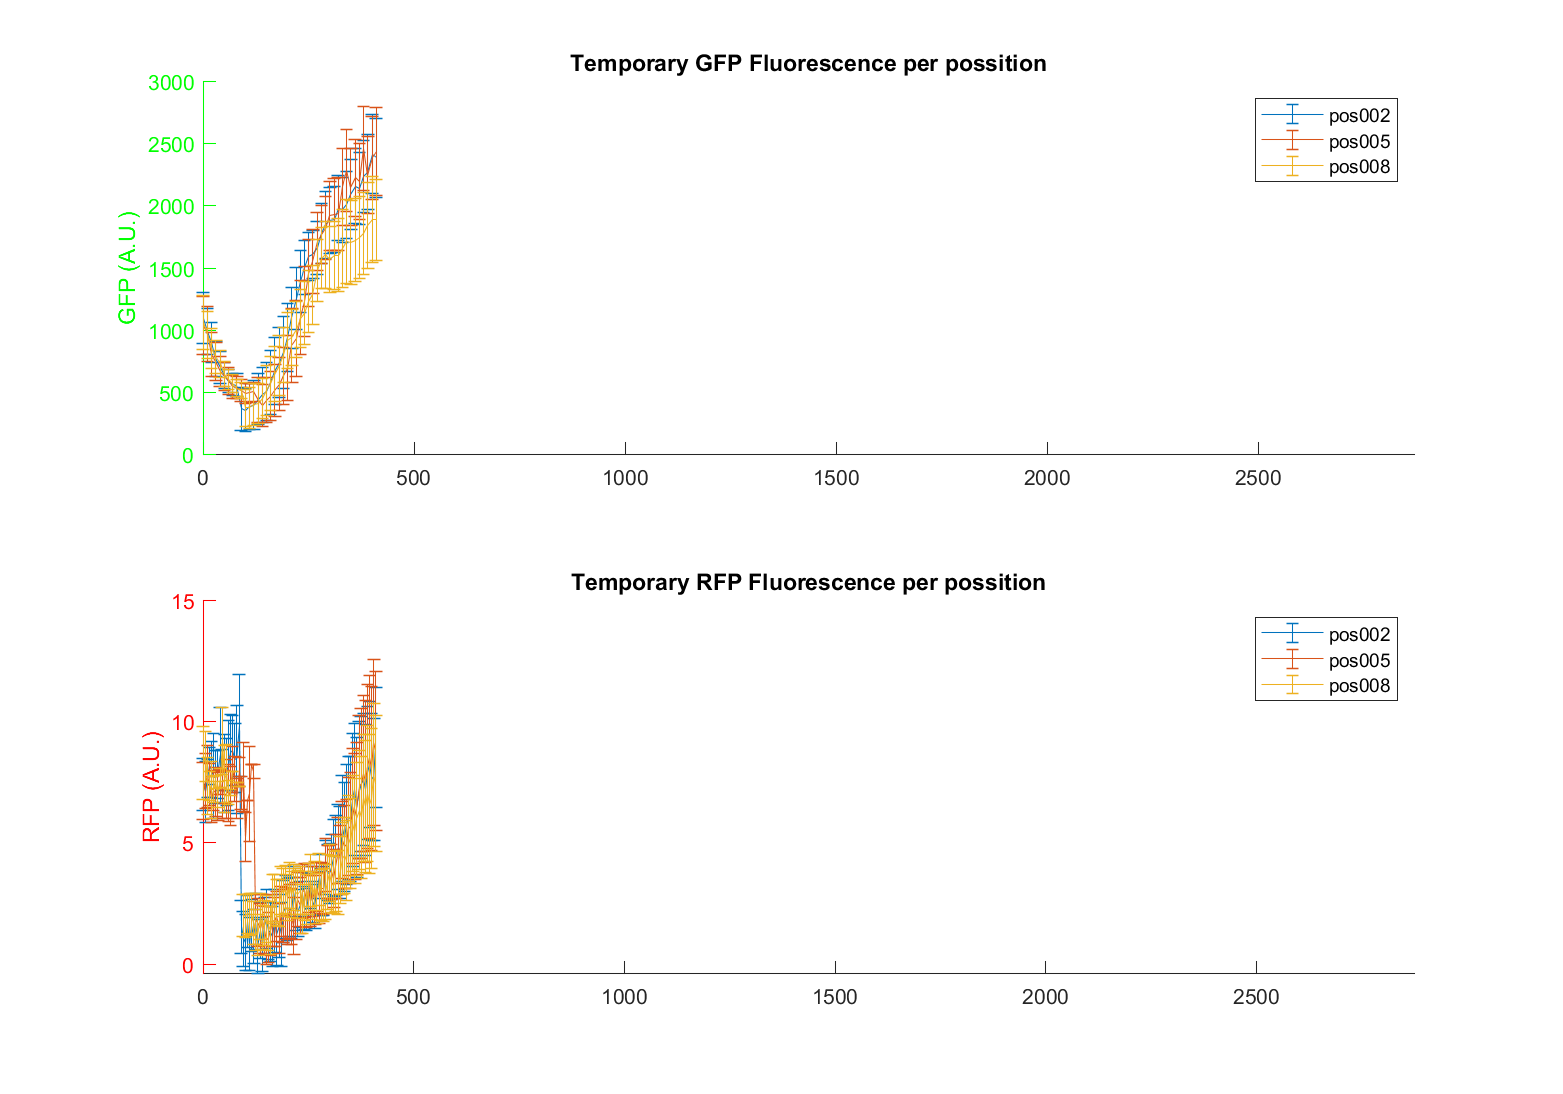 Temporary GFP Fluorescence per possition
3000
2500
2000
1500
1000
500
0
GFP (A.U.)
pos002
pos005
pos008
0 500 1000 1500 2000 2500
Temporary RFP Fluorescence per possition
15
10
5
0
RFP (A.U.)
pos002
pos005
pos008
0 500 1000 1500 2000 2500